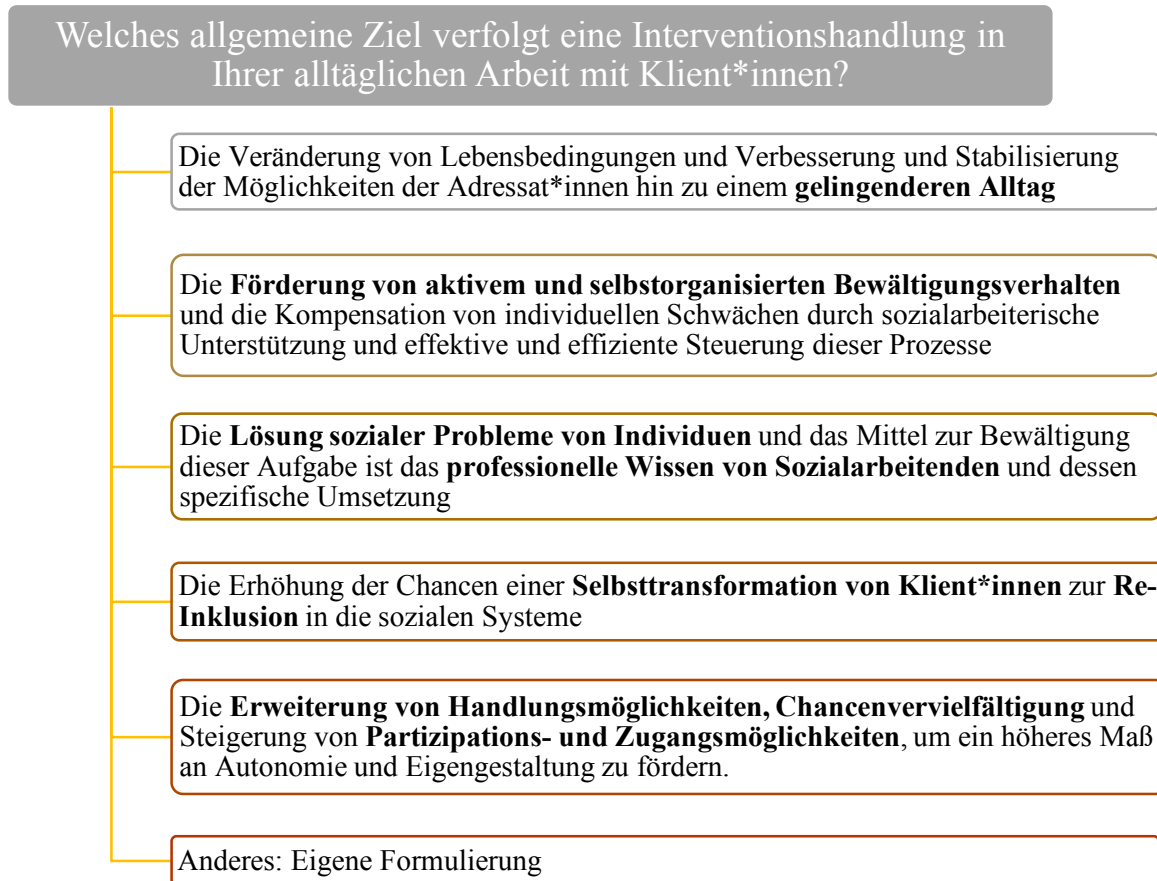 Welches allgemeine Ziel verfolgt eine Interventionshandlung in
Ihrer alltäglichen Arbeit mit Klient*innen?
Die Veränderung von Lebensbedingungen und Verbesserung und Stabilisierung
der Möglichkeiten der Adressat*innen hin zu einem gelingenderen Alltag
Die Förderung von aktivem und selbstorganisierten Bewältigungsverhalten
und die Kompensation von individuellen Schwächen durch sozialarbeiterische
Unterstützung und effektive und effiziente Steuerung dieser Prozesse
Die Lösung sozialer Probleme von Individuen und das Mittel zur Bewältigung
dieser Aufgabe ist das professionelle Wissen von Sozialarbeitenden und dessen
spezifische Umsetzung
Die Erhöhung der Chancen einer Selbsttransformation von Klient*innen zur Re-
Inklusion in die sozialen Systeme
Die Erweiterung von Handlungsmöglichkeiten, Chancenvervielfältigung und
Steigerung von Partizipations- und Zugangsmöglichkeiten, um ein höheres Maß
an Autonomie und Eigengestaltung zu fördern.
Anderes: Eigene Formulierung